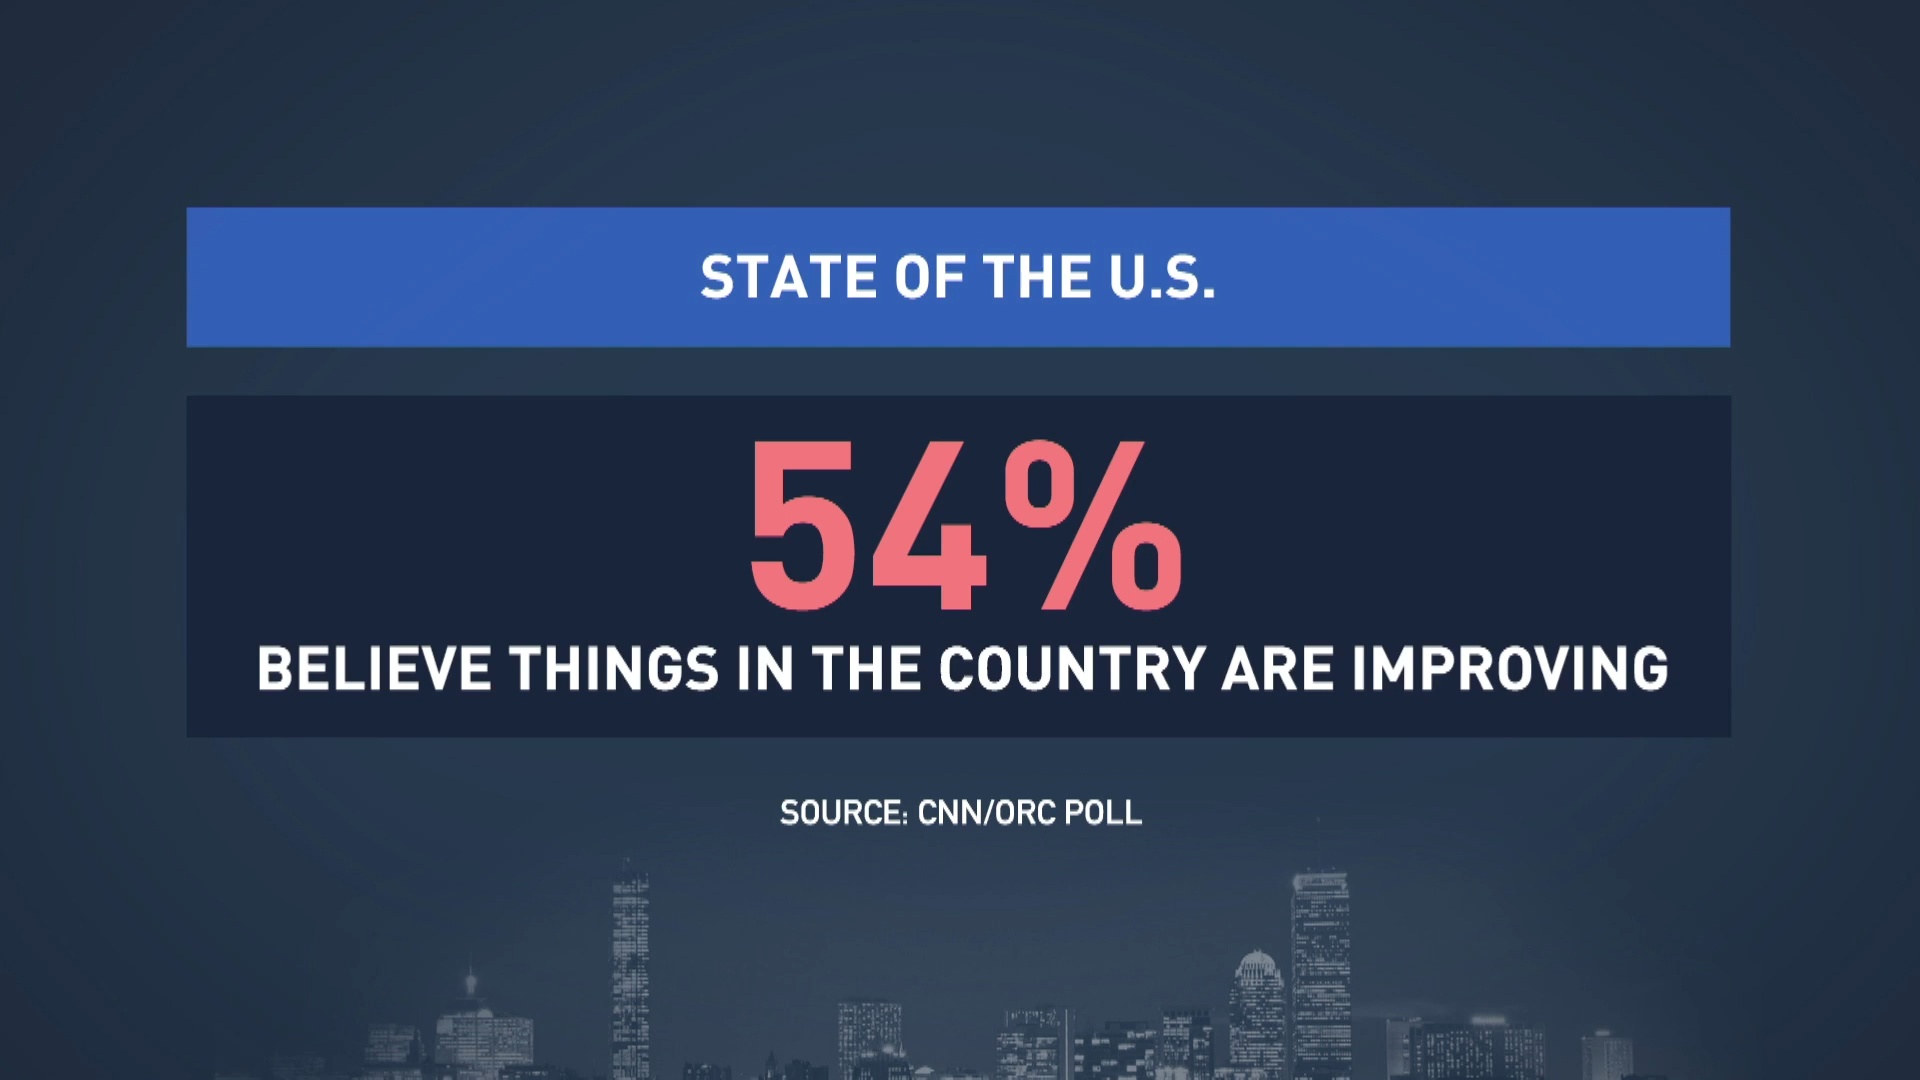 STATE OF THE U.S.
54%
BELIEVE THINGS IN THE COUNTRY ARE IMPROVING
SOURCE: CNN/ORC POLL